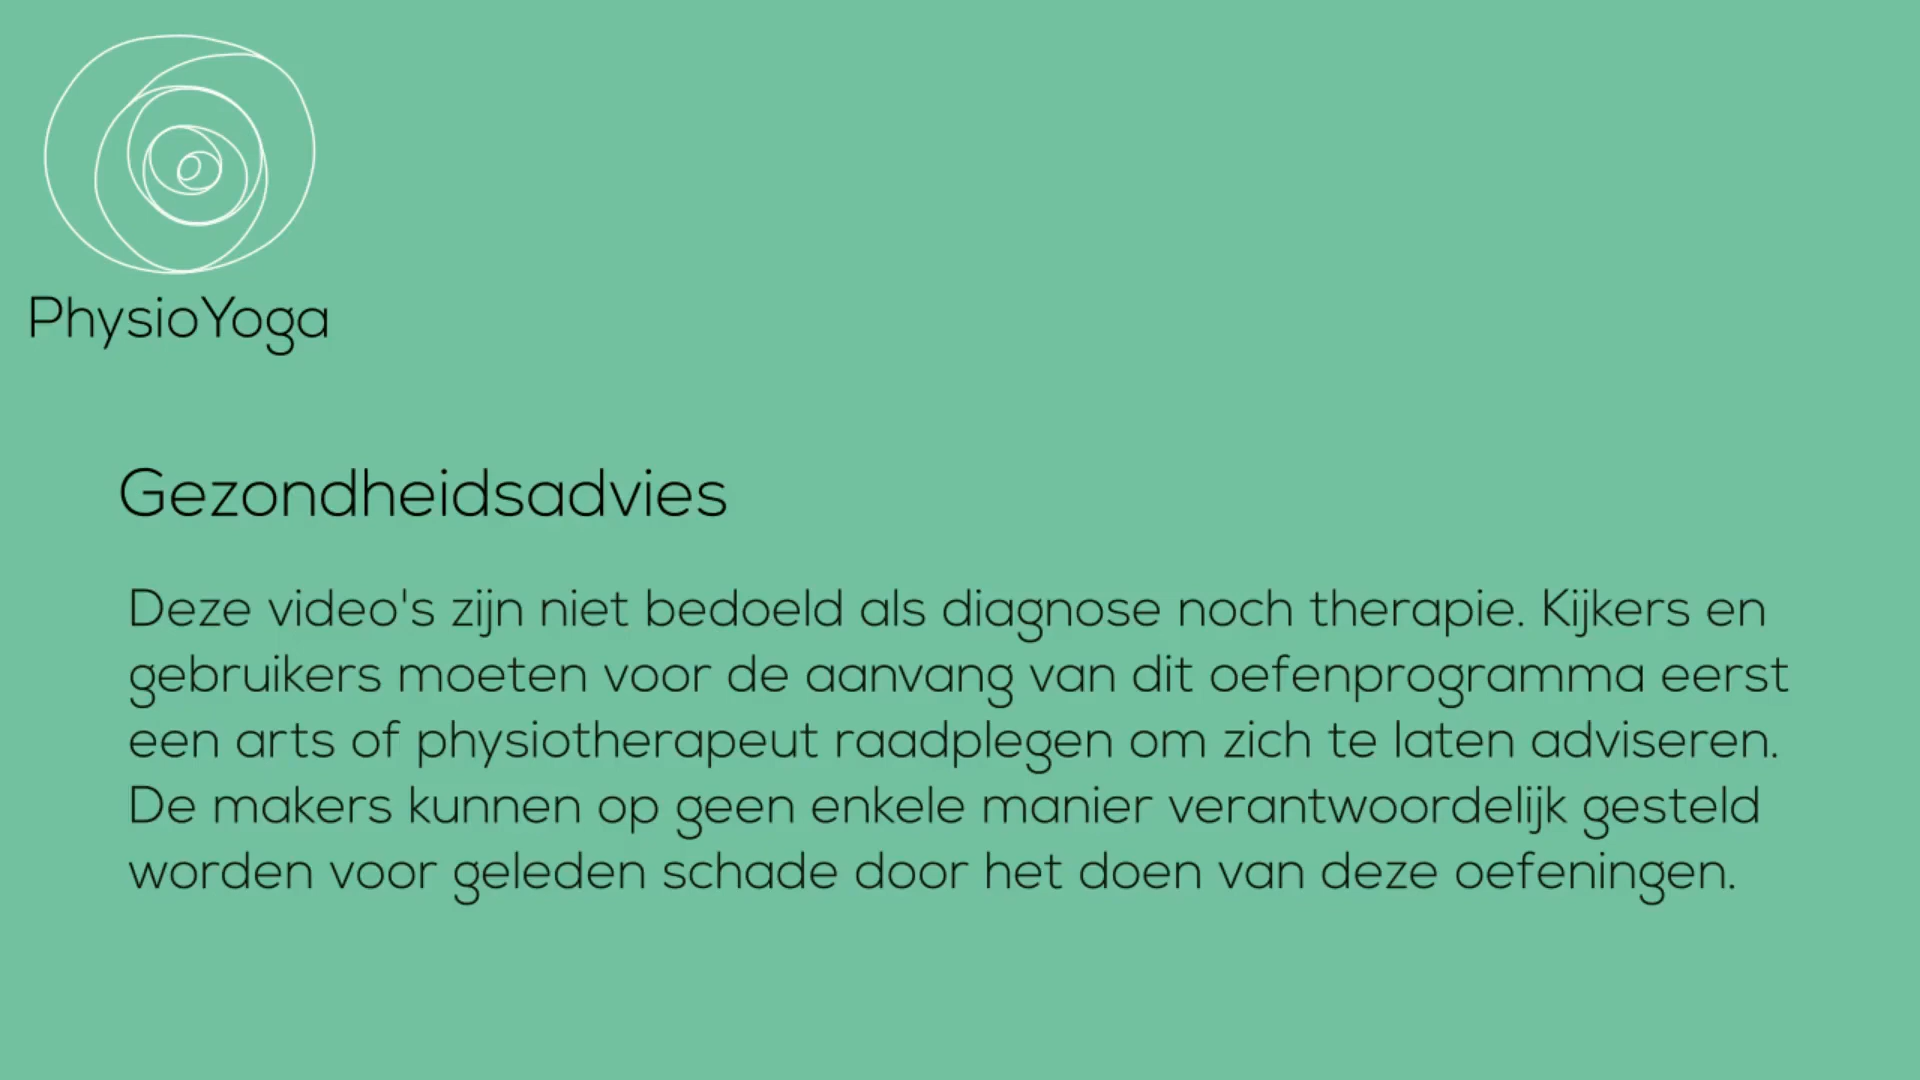 PhysioYoga
Gezondheidsadvies
Deze video's zijn niet bedoeld als diagnose noch therapie. Kijkers en
gebruikers moeten voor de aanvang van dit oefenprogramma eerst
een arts of physiotherapeut raadplegen om zich te laten adviseren.
De makers kunnen op geen enkele manier verantwoordelijk gesteld
worden voor geleden schade door het doen van deze oefeningen.